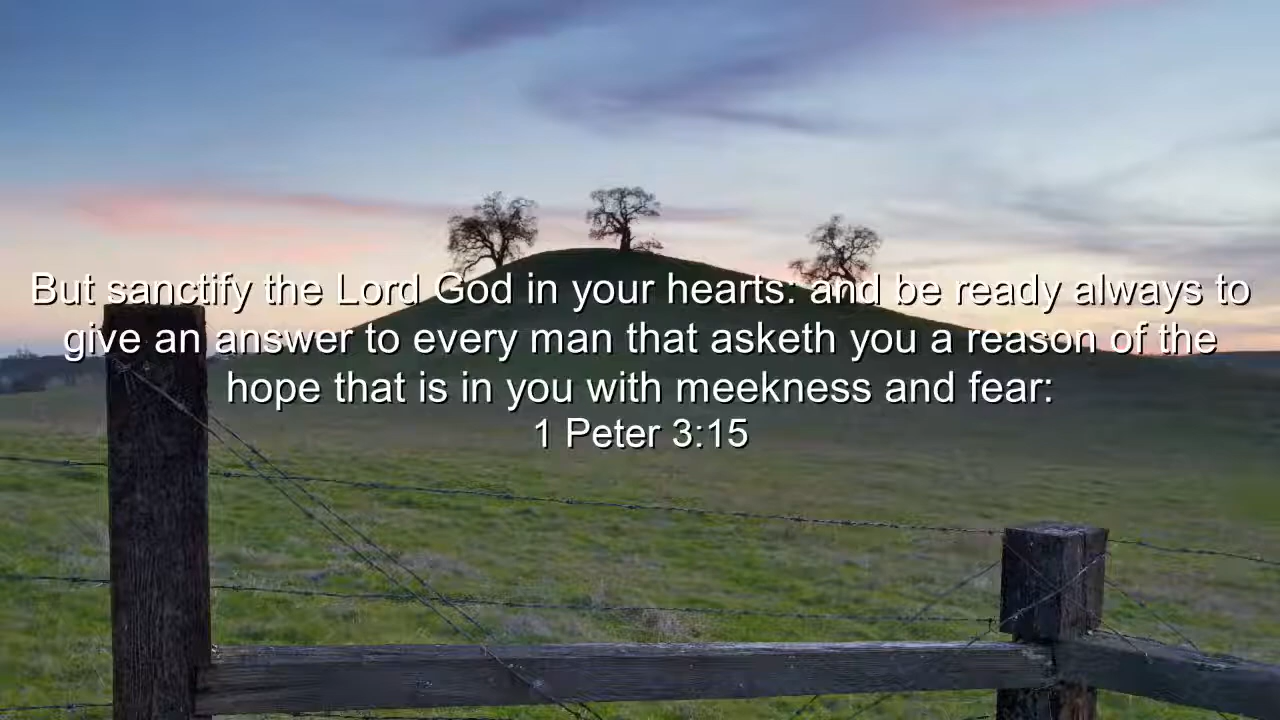 But sanctify the Lord God in your hearts: and be ready always to
give an answer to every man that asketh you a reason of the
hope that is in you with meekness and fear:
1 Peter 3:15